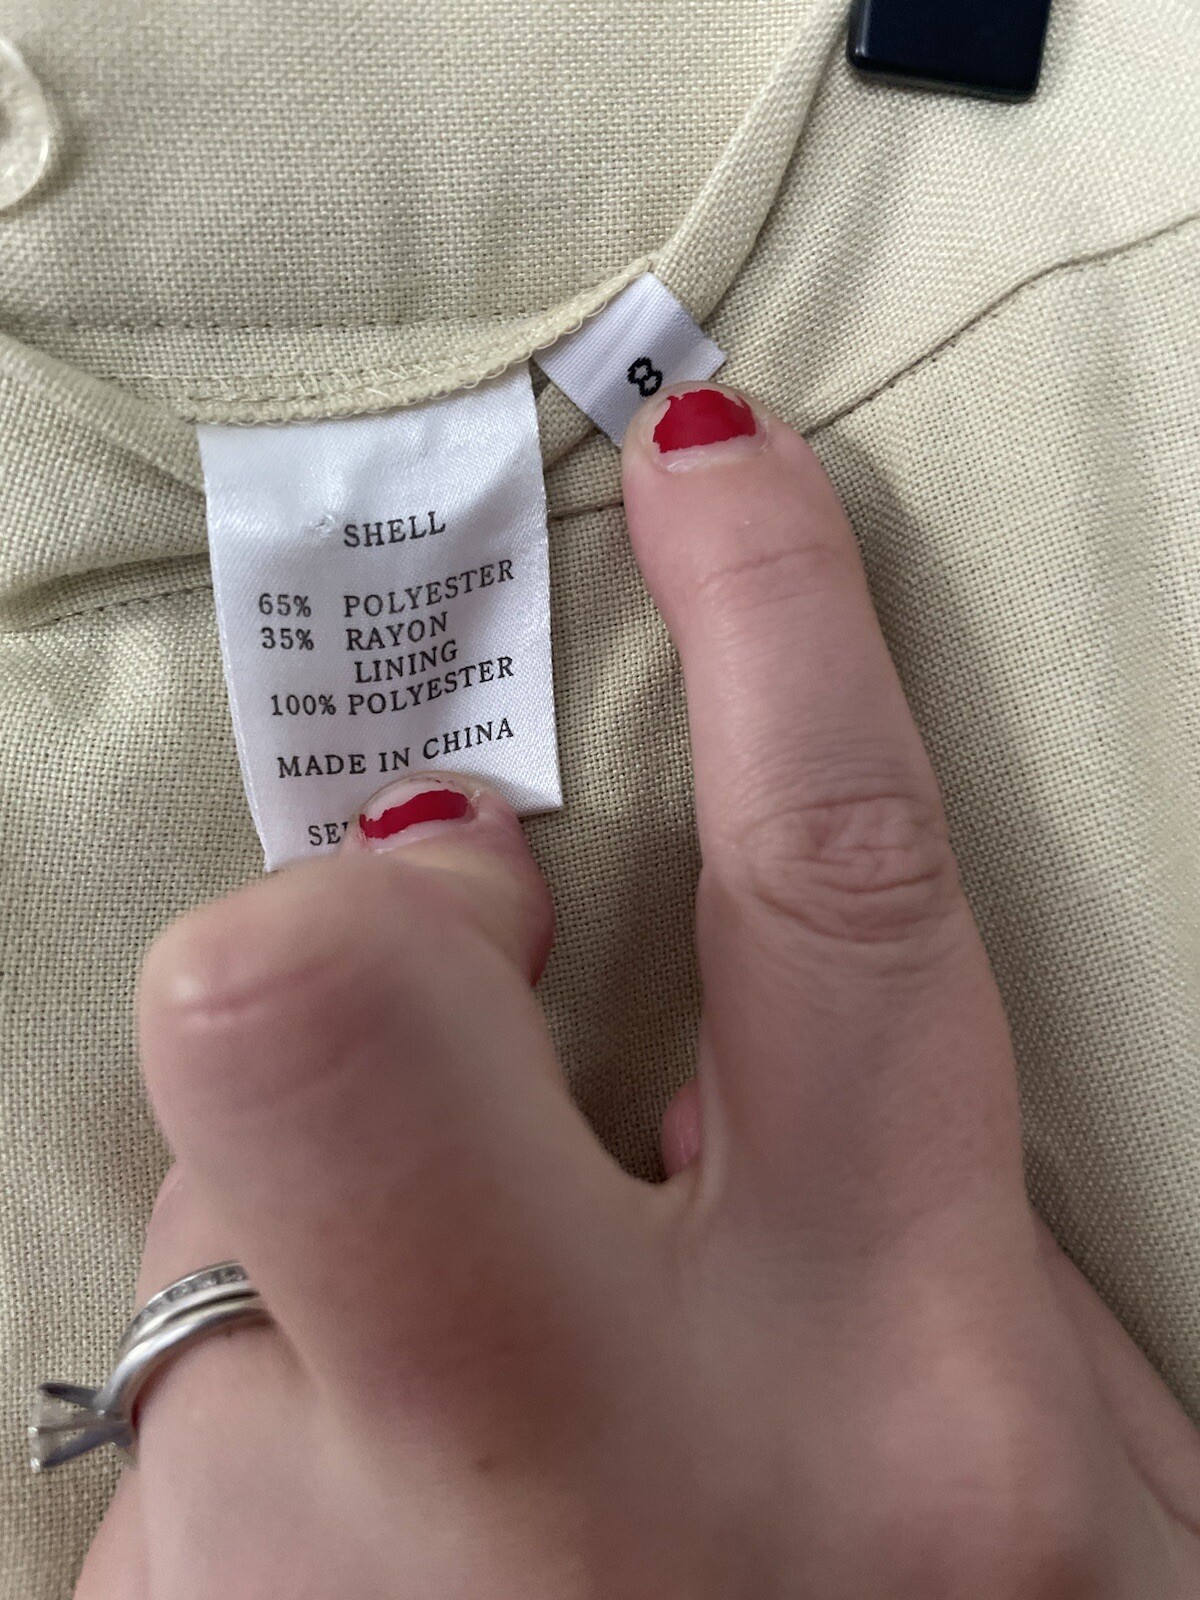 8
SHELL
65% POLYESTER
35% RAYON
LINING
100% POLYESTER
MADE IN CHINA